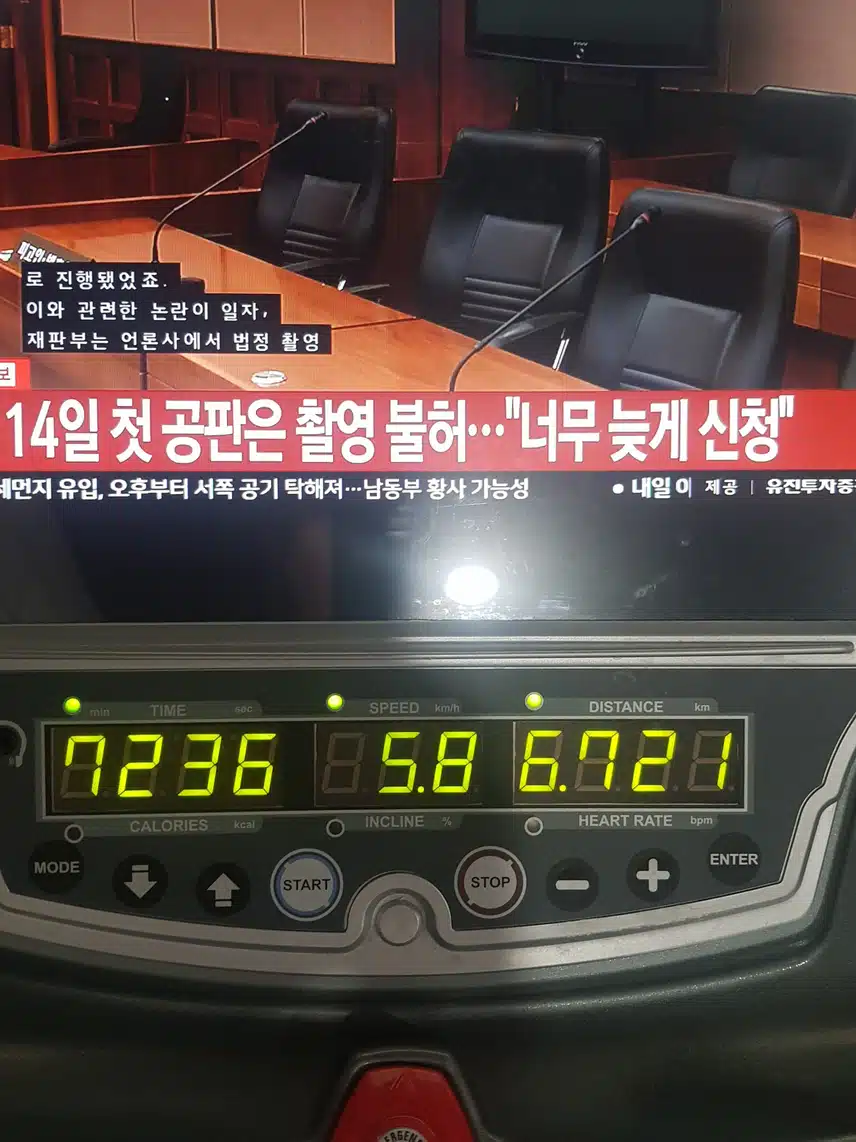 로 진행됐었죠.
이와 관련한 논란이 일자,
재판부는 언론사에서 법정 촬영
보
14일 첫 공판은 촬영 불허…"너무 늦게 신청"
세먼지 유입, 오후부터 서쪽 공기 탁해져…남동부 황사 가능성 • 내일 이 제공 | 유진투자증
min TIME sec SPEED km/h DISTANCE km
7236 5.8 6.721
CALORIES kcal INCLINE % HEART RATE bpm
MODE START STOP − + ENTER
ERGEN